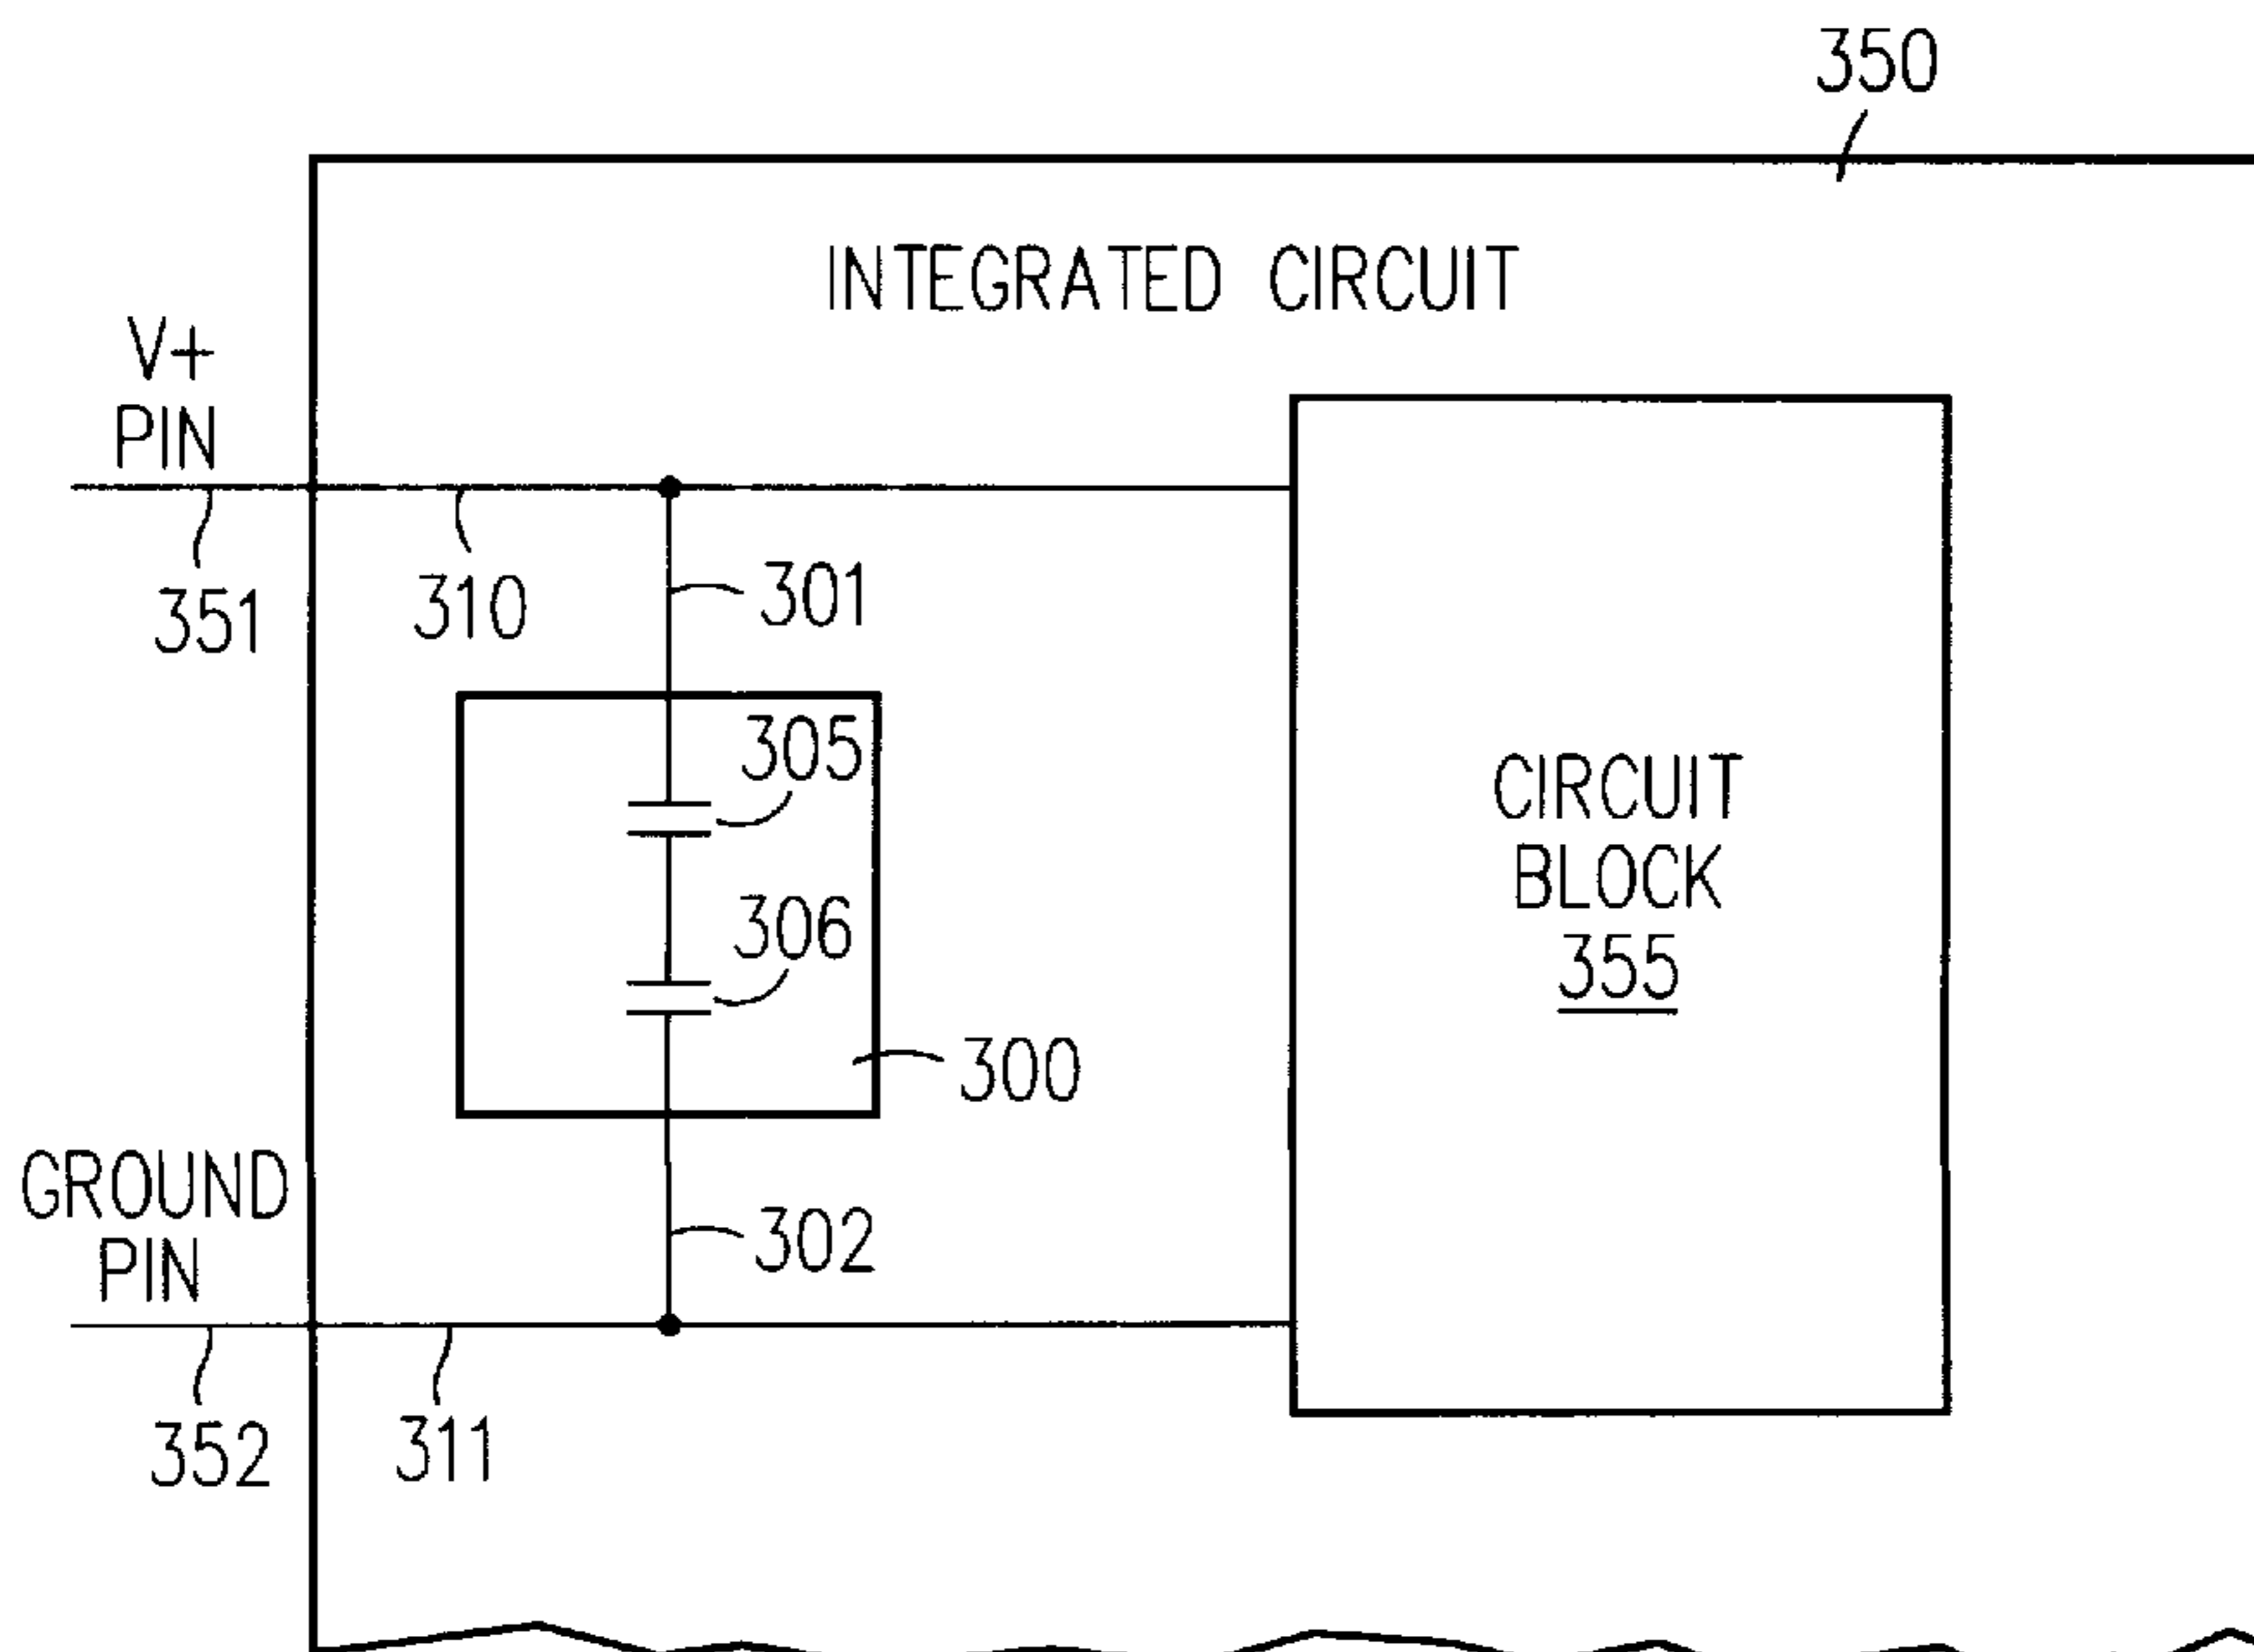 350
INTEGRATED CIRCUIT
V+
PIN
351
310
301
305
306
300
CIRCUIT
BLOCK
355
GROUND
PIN
302
352
311